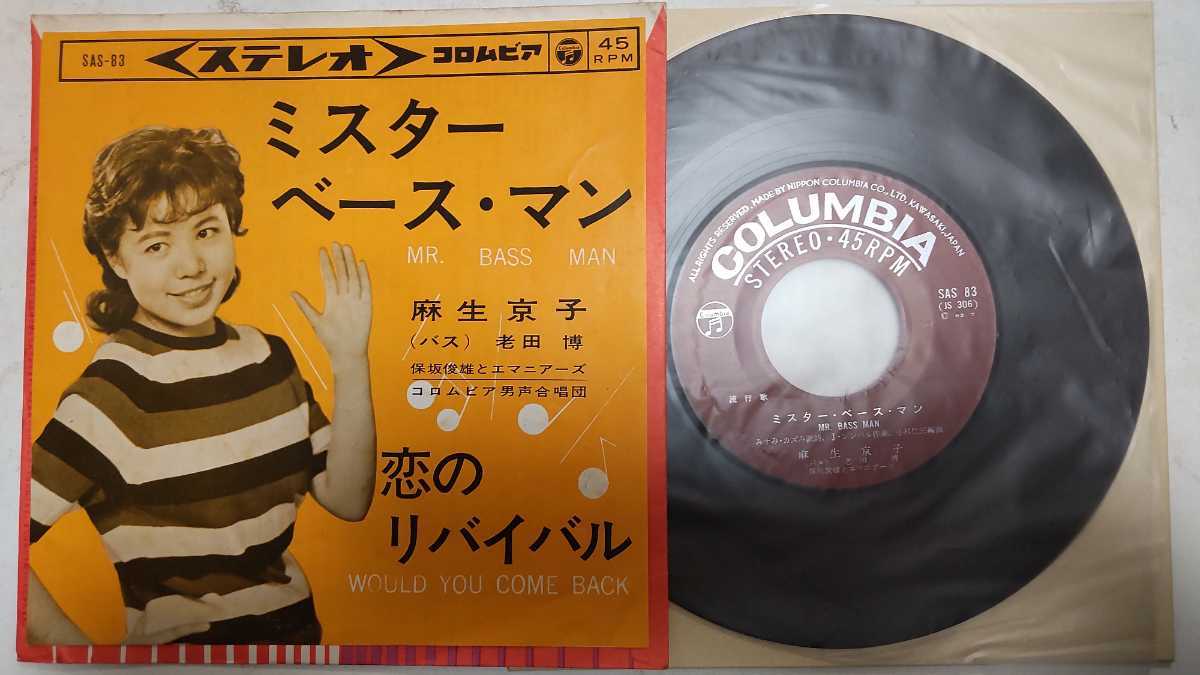 SAS-83
<ステレオ>
コロムビア
Columbia
45
RPM
ミスター
ベース・マン
MR. BASS MAN
麻生京子
(バス) 老田 博
保坂俊雄とエマニアーズ
コロムビア男声合唱団
恋の
リバイバル
WOULD YOU COME BACK
ALL RIGHTS RESERVED. MADE BY NIPPON COLUMBIA CO., LTD. KAWASAKI, JAPAN
COLUMBIA
STEREO・45RPM
Columbia
SAS 83
(JS 306)
流行歌
ミスター・ベース・マン
MR. BASS MAN
麻生京子